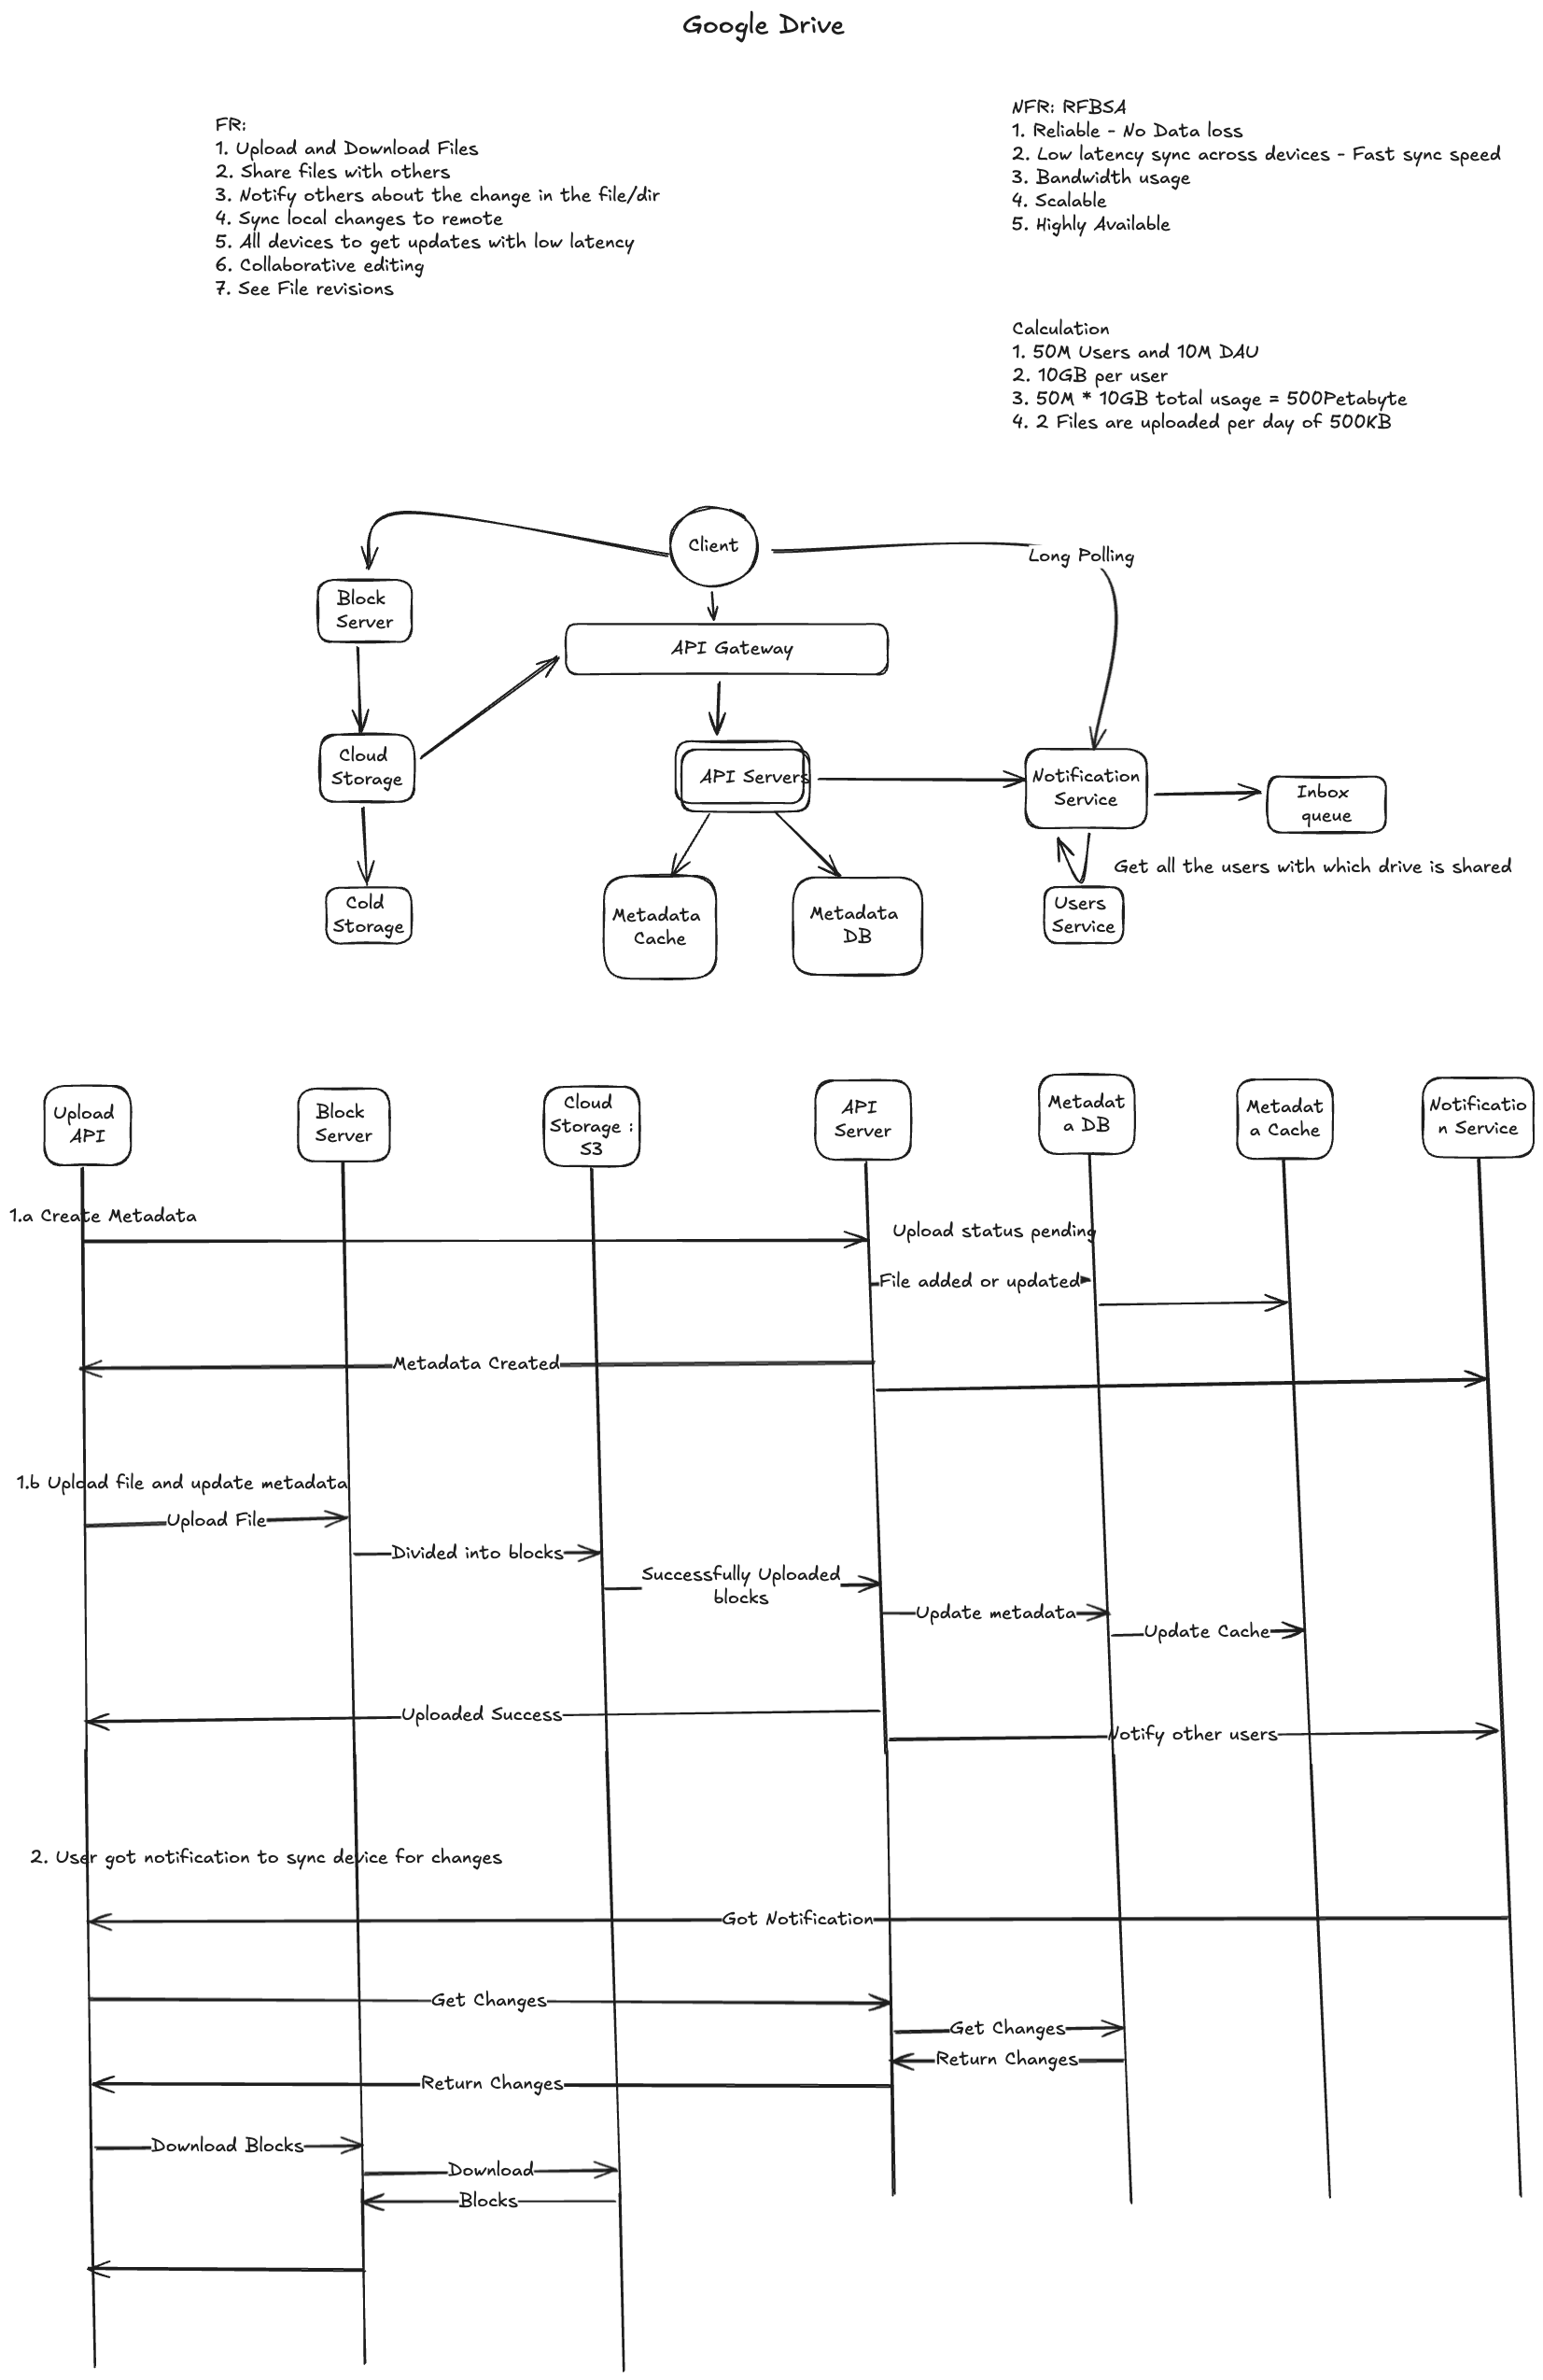 Google Drive
FR:
1. Upload and Download Files
2. Share files with others
3. Notify others about the change in the file/dir
4. Sync local changes to remote
5. All devices to get updates with low latency
6. Collaborative editing
7. See File revisions
NFR: RFBSA
1. Reliable - No Data loss
2. Low latency sync across devices - Fast sync speed
3. Bandwidth usage
4. Scalable
5. Highly Available
Calculation
1. 50M Users and 10M DAU
2. 10GB per user
3. 50M * 10GB total usage = 500Petabyte
4. 2 Files are uploaded per day of 500KB
Client
Long Polling
Block
Server
API Gateway
Cloud
Storage
API Servers
Notification
Service
Inbox
queue
Get all the users with which drive is shared
Cold
Storage
Metadata
Cache
Metadata
DB
Users
Service
Upload
API
Block
Server
Cloud
Storage :
S3
API
Server
Metadat
a DB
Metadat
a Cache
Notificatio
n Service
1.a Create Metadata
Upload status pending
File added or updated
Metadata Created
1.b Upload file and update metadata
Upload File
Divided into blocks
Successfully Uploaded
blocks
Update metadata
Update Cache
Uploaded Success
Notify other users
2. User got notification to sync device for changes
Got Notification
Get Changes
Get Changes
Return Changes
Return Changes
Download Blocks
Download
Blocks